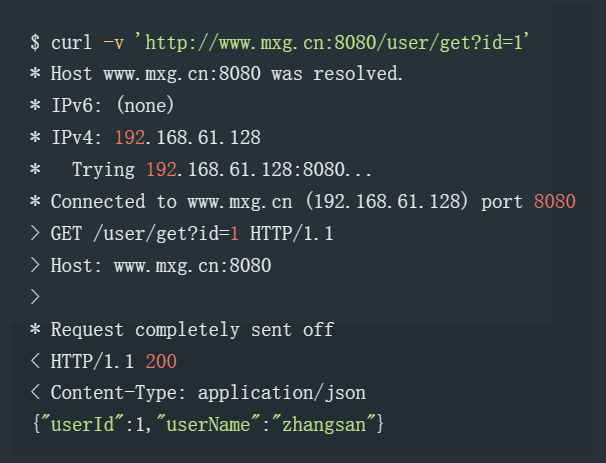 $ curl -v 'http://www.mxg.cn:8080/user/get?id=1'
* Host www.mxg.cn:8080 was resolved.
* IPv6: (none)
* IPv4: 192.168.61.128
*   Trying 192.168.61.128:8080...
* Connected to www.mxg.cn (192.168.61.128) port 8080
> GET /user/get?id=1 HTTP/1.1
> Host: www.mxg.cn:8080
>
* Request completely sent off
< HTTP/1.1 200
< Content-Type: application/json
{"userId":1,"userName":"zhangsan"}